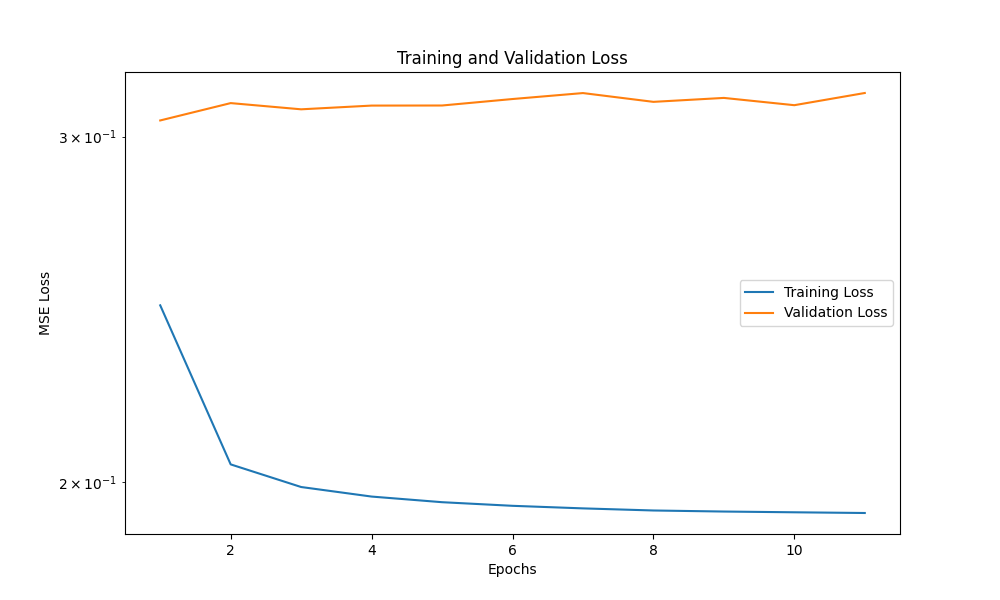 Training and Validation Loss
3 × 10⁻¹
2 × 10⁻¹
MSE Loss
Training Loss
Validation Loss
2 4 6 8 10
Epochs